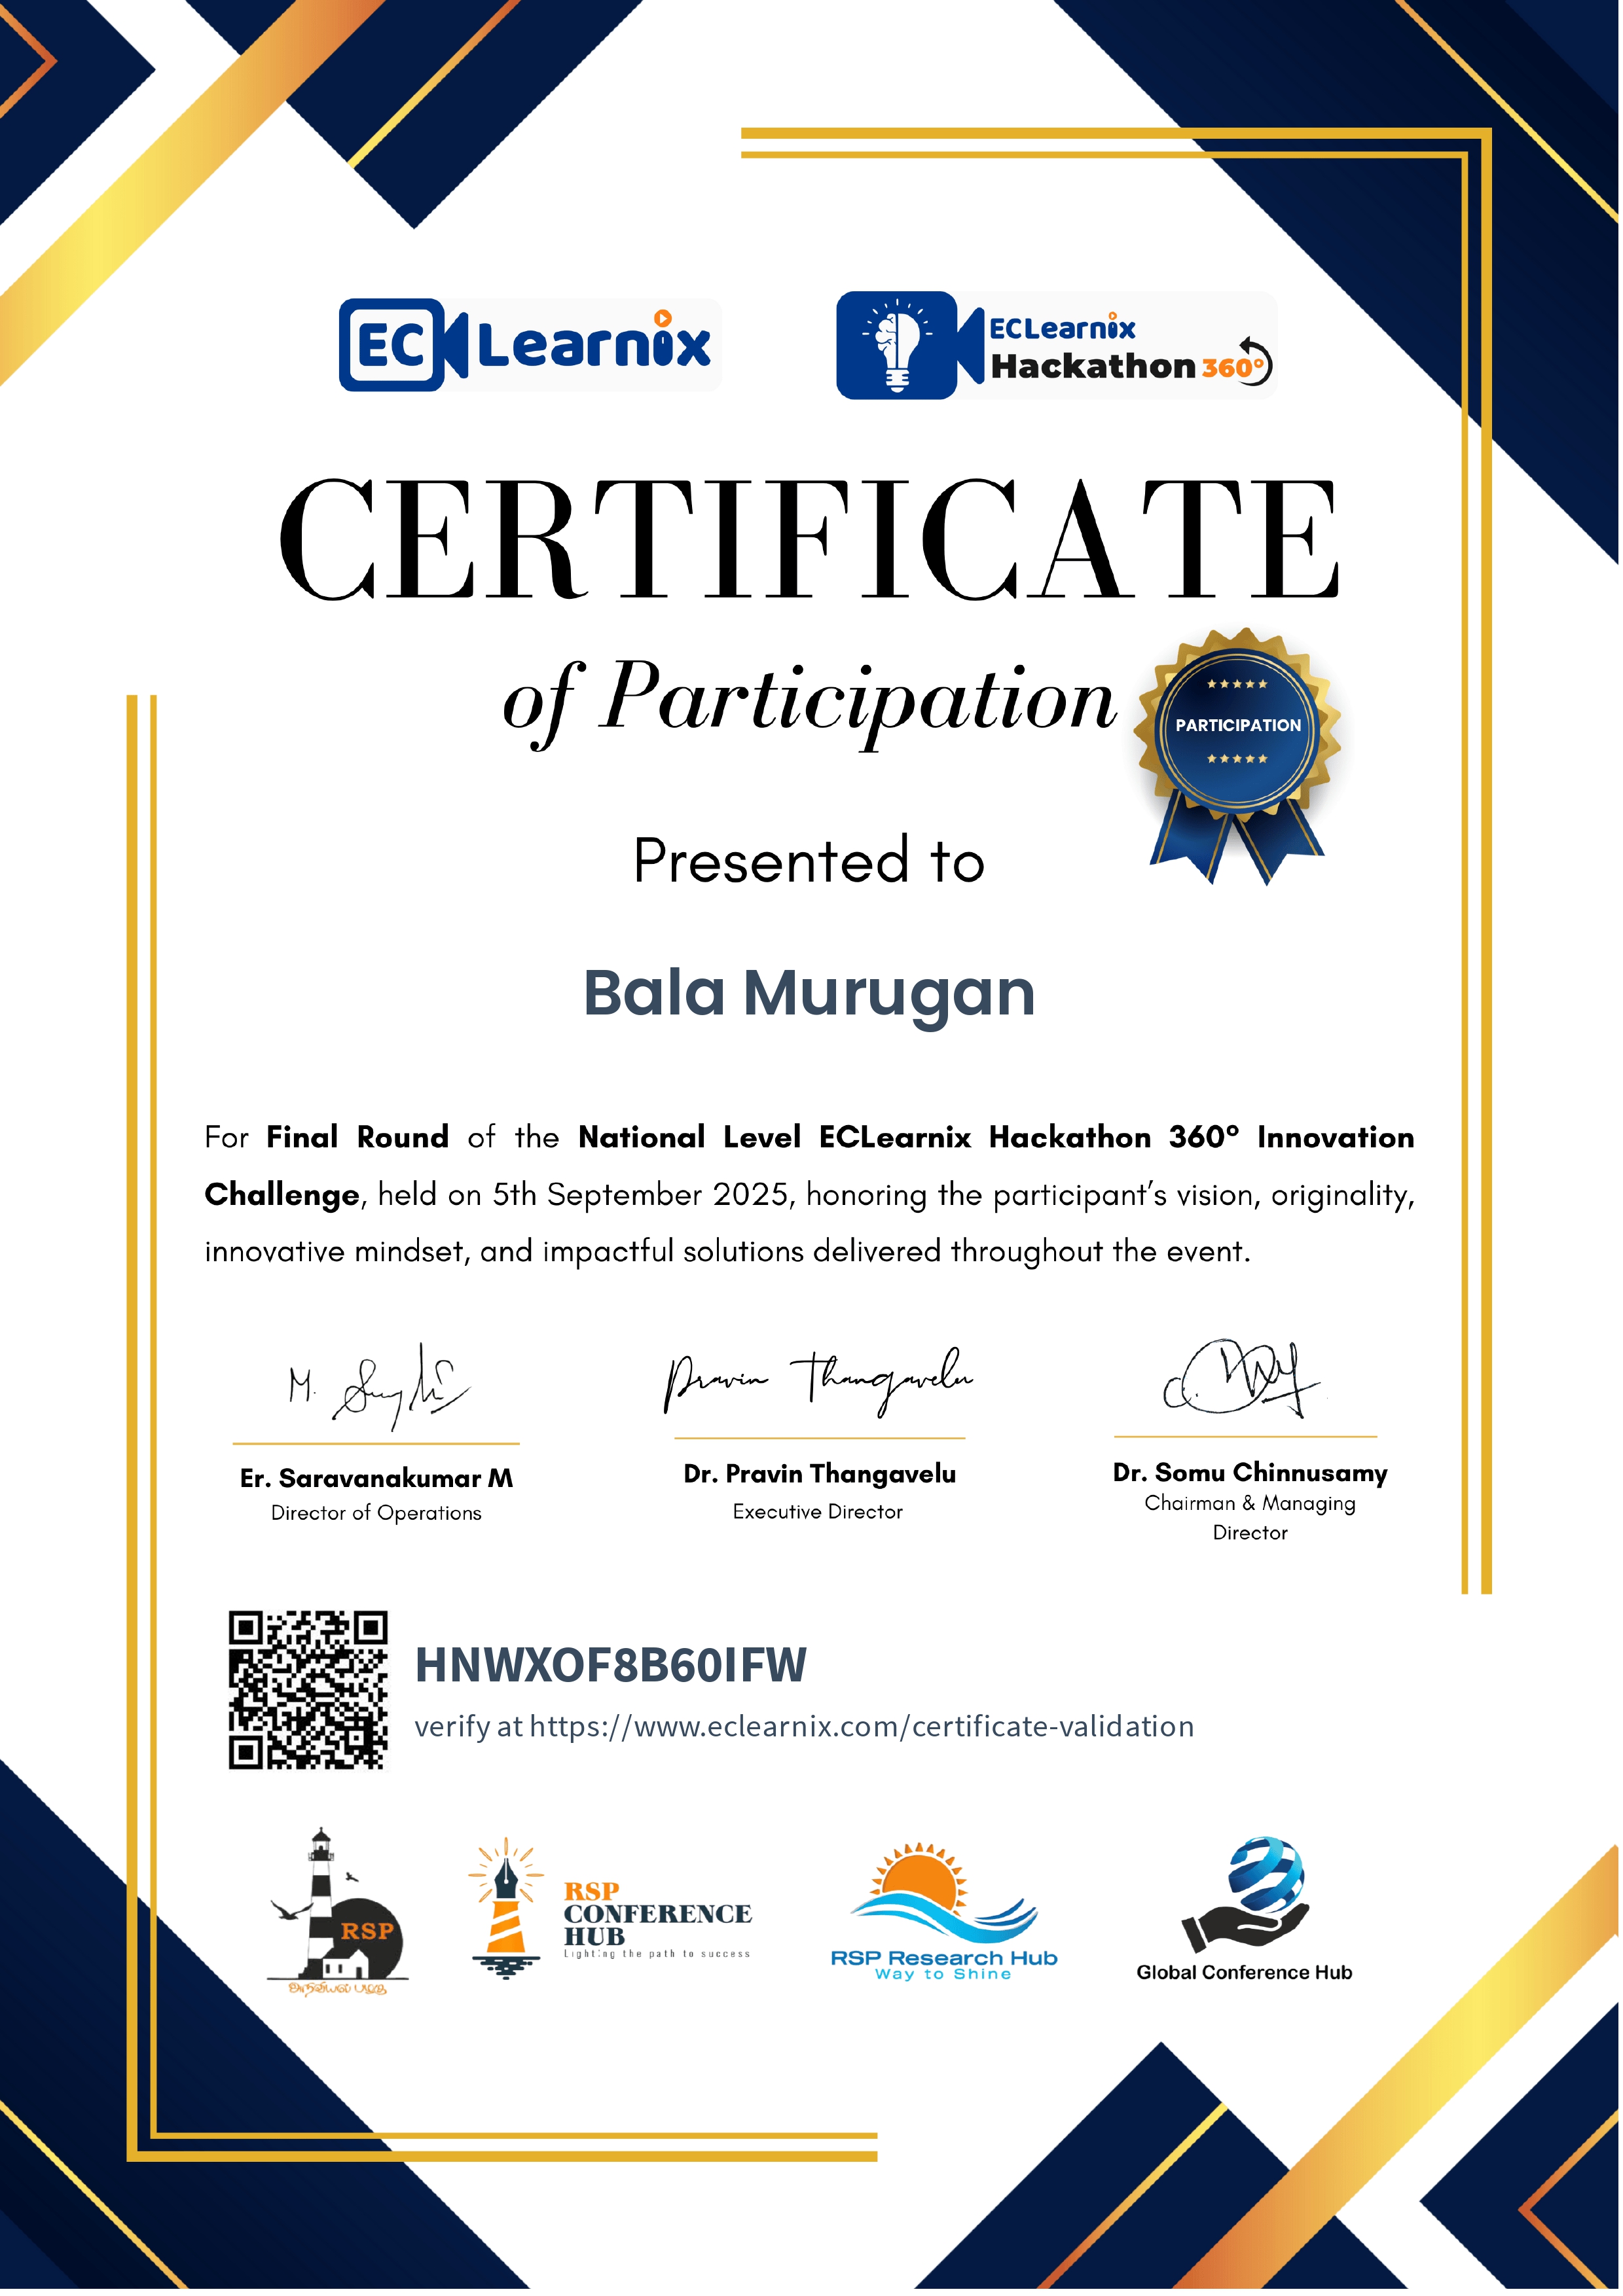 EC Learnix
ECLearnix
Hackathon 360°
CERTIFICATE
of Participation
PARTICIPATION
Presented to
Bala Murugan
For Final Round of the National Level ECLearnix Hackathon 360° Innovation
Challenge, held on 5th September 2025, honoring the participant's vision, originality,
innovative mindset, and impactful solutions delivered throughout the event.
M.
Pravin Thangavelu
Er. Saravanakumar M
Director of Operations
Dr. Pravin Thangavelu
Executive Director
Dr. Somu Chinnusamy
Chairman & Managing
Director
HNWXOF8B60IFW
verify at https://www.eclearnix.com/certificate-validation
RSP
RSP
CONFERENCE
HUB
Lighting the path to success
RSP Research Hub
Way to Shine
Global Conference Hub